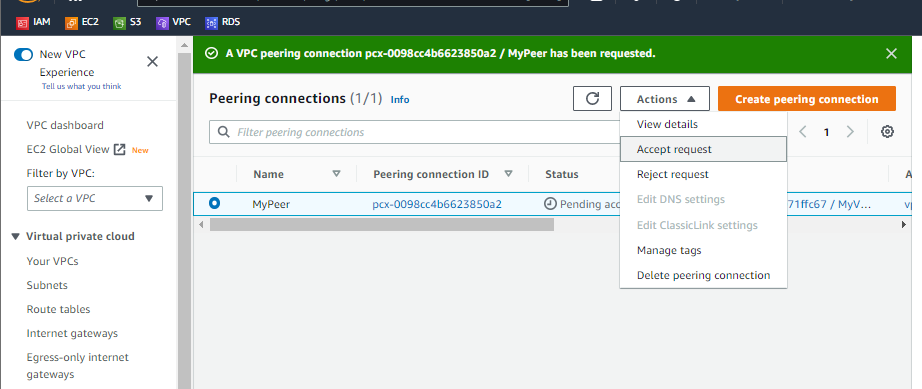 IAM EC2 S3 VPC RDS
New VPC
Experience
Tell us what you think
VPC dashboard
EC2 Global View New
Filter by VPC:
Select a VPC
Virtual private cloud
Your VPCs
Subnets
Route tables
Internet gateways
Egress-only internet
gateways
A VPC peering connection pcx-0098cc4b6623850a2 / MyPeer has been requested.
Peering connections (1/1) Info
Actions
Create peering connection
Filter peering connections
1
View details
Accept request
Reject request
Edit DNS settings
Edit ClassicLink settings
Manage tags
Delete peering connection
Name Peering connection ID Status
MyPeer pcx-0098cc4b6623850a2 Pending acc 71ffc67 / MyV...